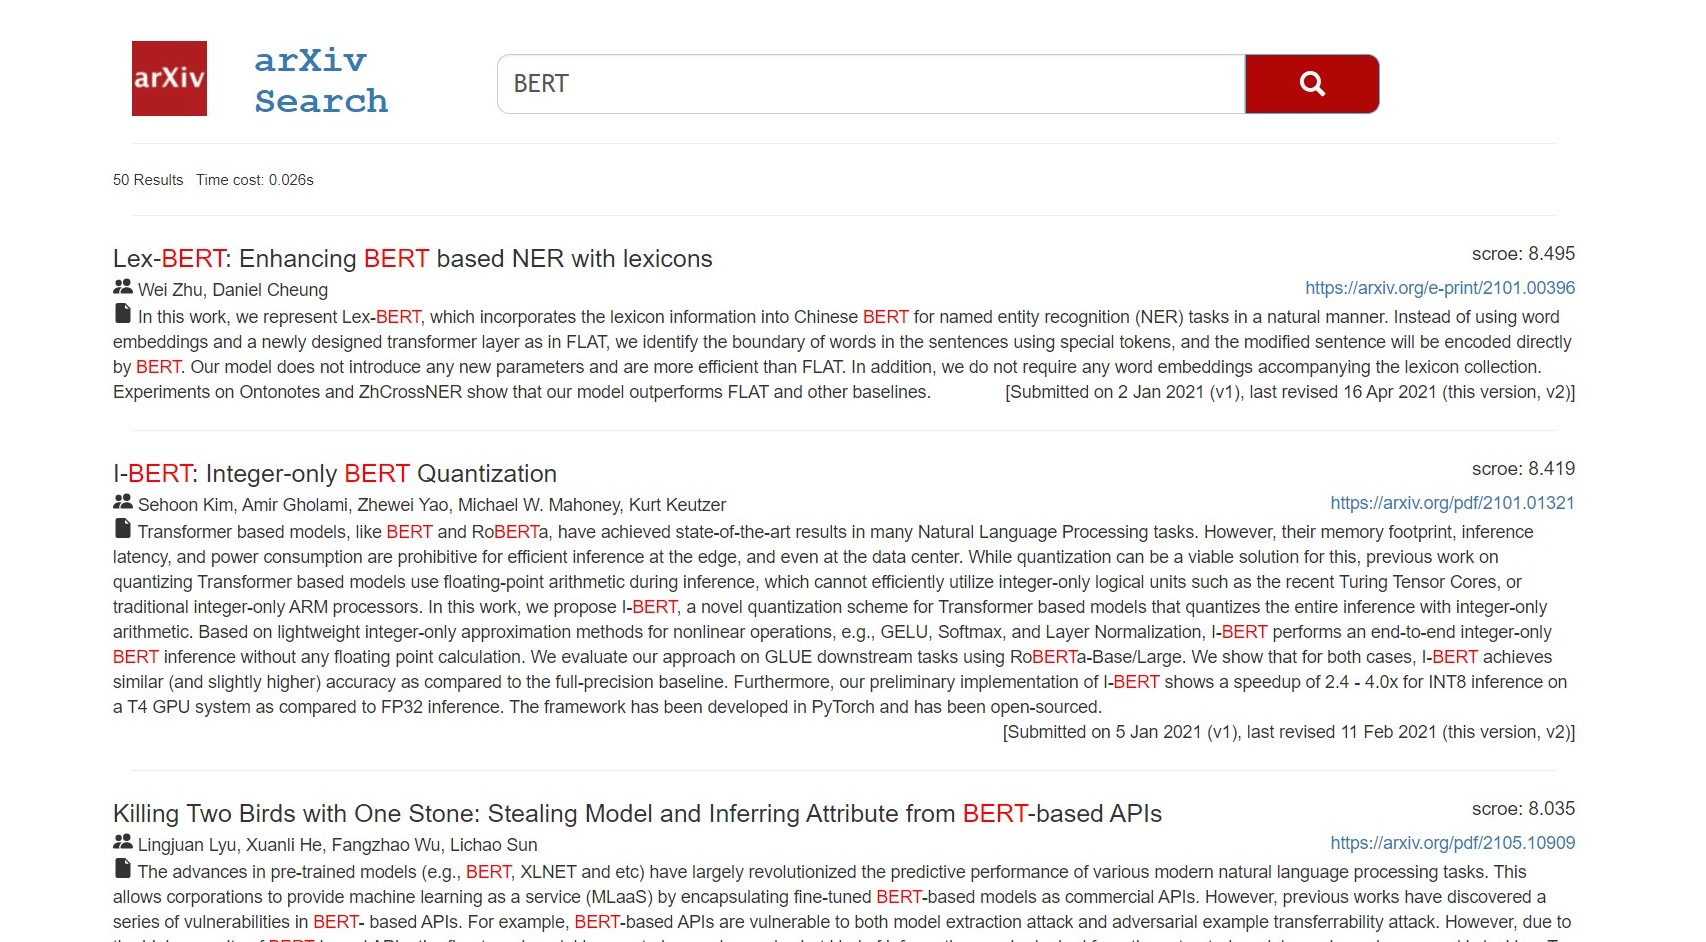 arXiv
arXiv
Search
BERT
50 Results Time cost: 0.026s
Lex-BERT: Enhancing BERT based NER with lexicons
scroe: 8.495
Wei Zhu, Daniel Cheung
https://arxiv.org/e-print/2101.00396
In this work, we represent Lex-BERT, which incorporates the lexicon information into Chinese BERT for named entity recognition (NER) tasks in a natural manner. Instead of using word
embeddings and a newly designed transformer layer as in FLAT, we identify the boundary of words in the sentences using special tokens, and the modified sentence will be encoded directly
by BERT. Our model does not introduce any new parameters and are more efficient than FLAT. In addition, we do not require any word embeddings accompanying the lexicon collection.
Experiments on Ontonotes and ZhCrossNER show that our model outperforms FLAT and other baselines. [Submitted on 2 Jan 2021 (v1), last revised 16 Apr 2021 (this version, v2)]
I-BERT: Integer-only BERT Quantization
scroe: 8.419
Sehoon Kim, Amir Gholami, Zhewei Yao, Michael W. Mahoney, Kurt Keutzer
https://arxiv.org/pdf/2101.01321
Transformer based models, like BERT and RoBERTa, have achieved state-of-the-art results in many Natural Language Processing tasks. However, their memory footprint, inference
latency, and power consumption are prohibitive for efficient inference at the edge, and even at the data center. While quantization can be a viable solution for this, previous work on
quantizing Transformer based models use floating-point arithmetic during inference, which cannot efficiently utilize integer-only logical units such as the recent Turing Tensor Cores, or
traditional integer-only ARM processors. In this work, we propose I-BERT, a novel quantization scheme for Transformer based models that quantizes the entire inference with integer-only
arithmetic. Based on lightweight integer-only approximation methods for nonlinear operations, e.g., GELU, Softmax, and Layer Normalization, I-BERT performs an end-to-end integer-only
BERT inference without any floating point calculation. We evaluate our approach on GLUE downstream tasks using RoBERTa-Base/Large. We show that for both cases, I-BERT achieves
similar (and slightly higher) accuracy as compared to the full-precision baseline. Furthermore, our preliminary implementation of I-BERT shows a speedup of 2.4 - 4.0x for INT8 inference on
a T4 GPU system as compared to FP32 inference. The framework has been developed in PyTorch and has been open-sourced.
[Submitted on 5 Jan 2021 (v1), last revised 11 Feb 2021 (this version, v2)]
Killing Two Birds with One Stone: Stealing Model and Inferring Attribute from BERT-based APIs
scroe: 8.035
Lingjuan Lyu, Xuanli He, Fangzhao Wu, Lichao Sun
https://arxiv.org/pdf/2105.10909
The advances in pre-trained models (e.g., BERT, XLNET and etc) have largely revolutionized the predictive performance of various modern natural language processing tasks. This
allows corporations to provide machine learning as a service (MLaaS) by encapsulating fine-tuned BERT-based models as commercial APIs. However, previous works have discovered a
series of vulnerabilities in BERT- based APIs. For example, BERT-based APIs are vulnerable to both model extraction attack and adversarial example transferrability attack. However, due to